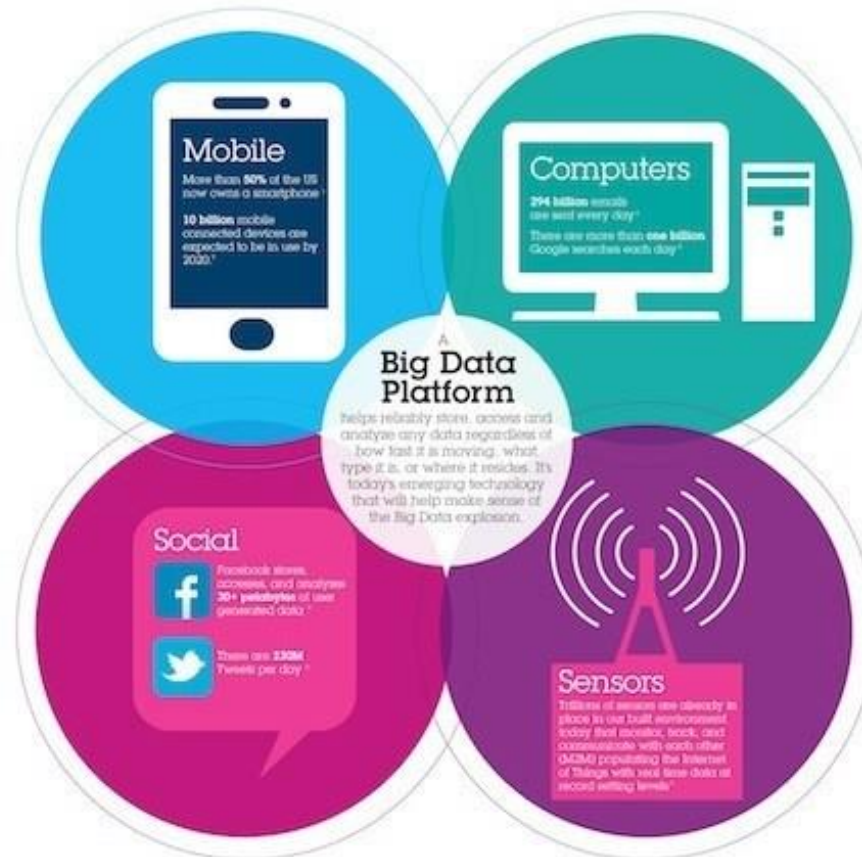 Mobile
More than 50% of the US
now owns a smartphone
10 billion mobile
connected devices are
expected to be in use by
2020.
Computers
294 billion emails
are sent every day
There are more than one billion
Google searches each day
A
Big Data
Platform
helps reliably store, access and
analyze any data regardless of
how fast it is moving, what
type it is, or where it resides. It's
today's emerging technology
that will help make sense of
the Big Data explosion.
Social
f
Facebook stores,
accesses, and analyzes
30+ petabytes of user
generated data
There are 230M
Tweets per day
Sensors
Trillions of sensors are already in
place in our built environment
today that monitor, track, and
communicate with each other
(M2M) populating the Internet
of Things with real time data at
record setting levels